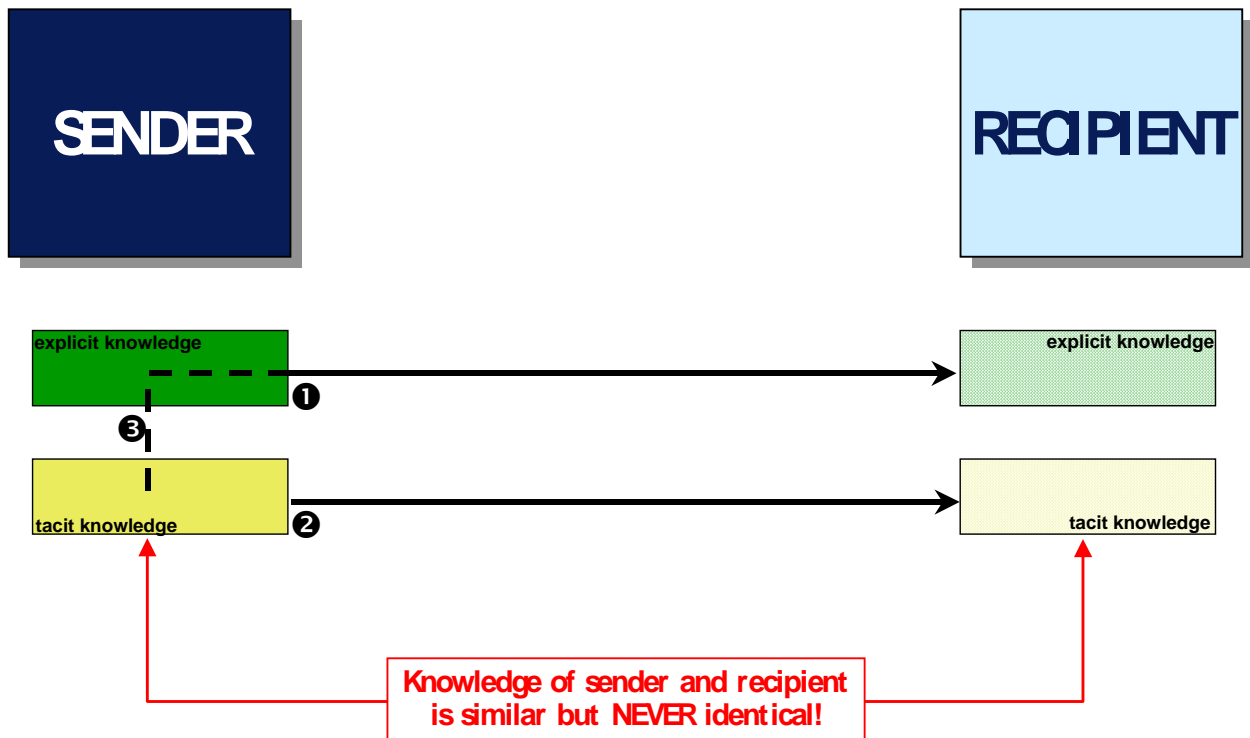 SENDER
RECIPIENT
explicit knowledge
explicit knowledge
❶
❸
tacit knowledge
❷
tacit knowledge
Knowledge of sender and recipient
is similar but NEVER identical!